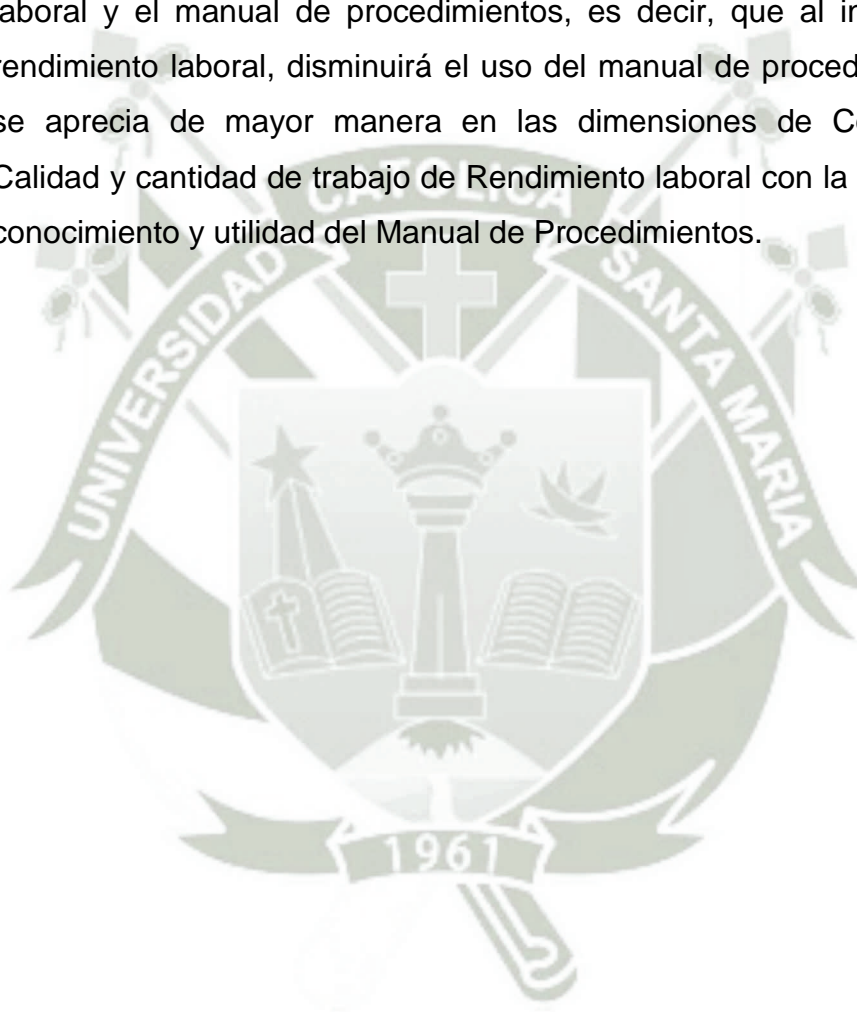 laboral y el manual de procedimientos, es decir, que al
rendimiento laboral, disminuirá el uso del manual de
se aprecia de mayor manera en las dimensiones de
Calidad y cantidad de trabajo de Rendimiento laboral con la
conocimiento y utilidad del Manual de Procedimientos.
UNIVERSIDAD CATOLICA SANTA MARIA
1961